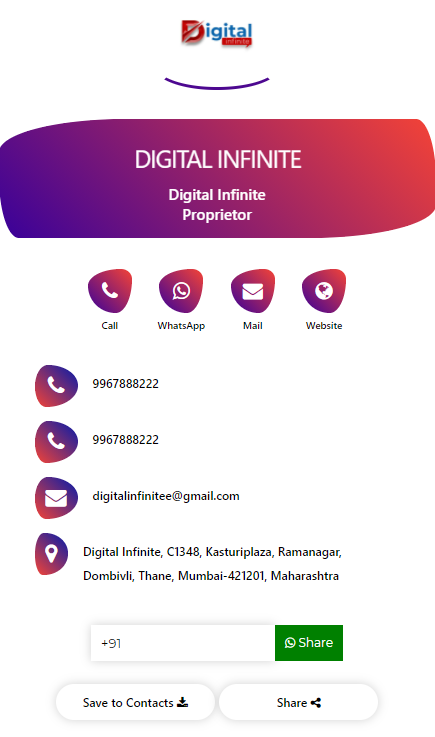 Digital
infinite
DIGITAL INFINITE
Digital Infinite
Proprietor
Call
WhatsApp
Mail
Website
9967888222
9967888222
digitalinfinitee@gmail.com
Digital Infinite, C1348, Kasturiplaza, Ramanagar,
Dombivli, Thane, Mumbai-421201, Maharashtra
+91
Share
Save to Contacts
Share